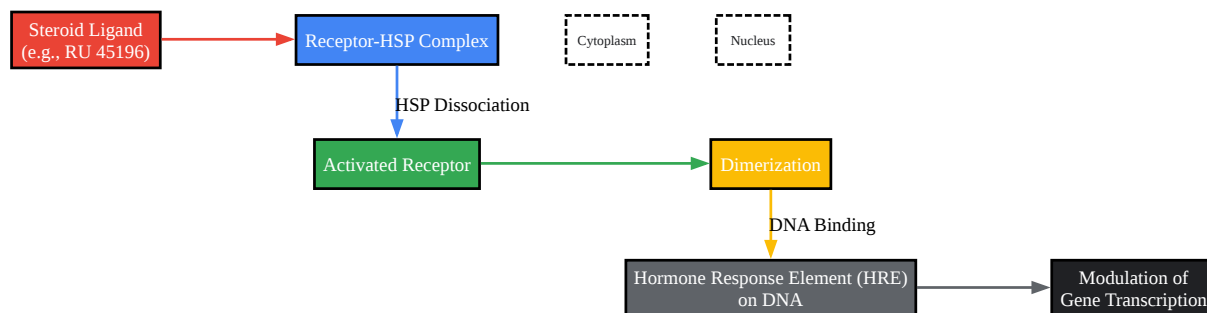 Steroid Ligand
(e.g., RU 45196)
Receptor-HSP Complex
Cytoplasm
Nucleus
HSP Dissociation
Activated Receptor
Dimerization
DNA Binding
Hormone Response Element (HRE)
on DNA
Modulation of
Gene Transcription